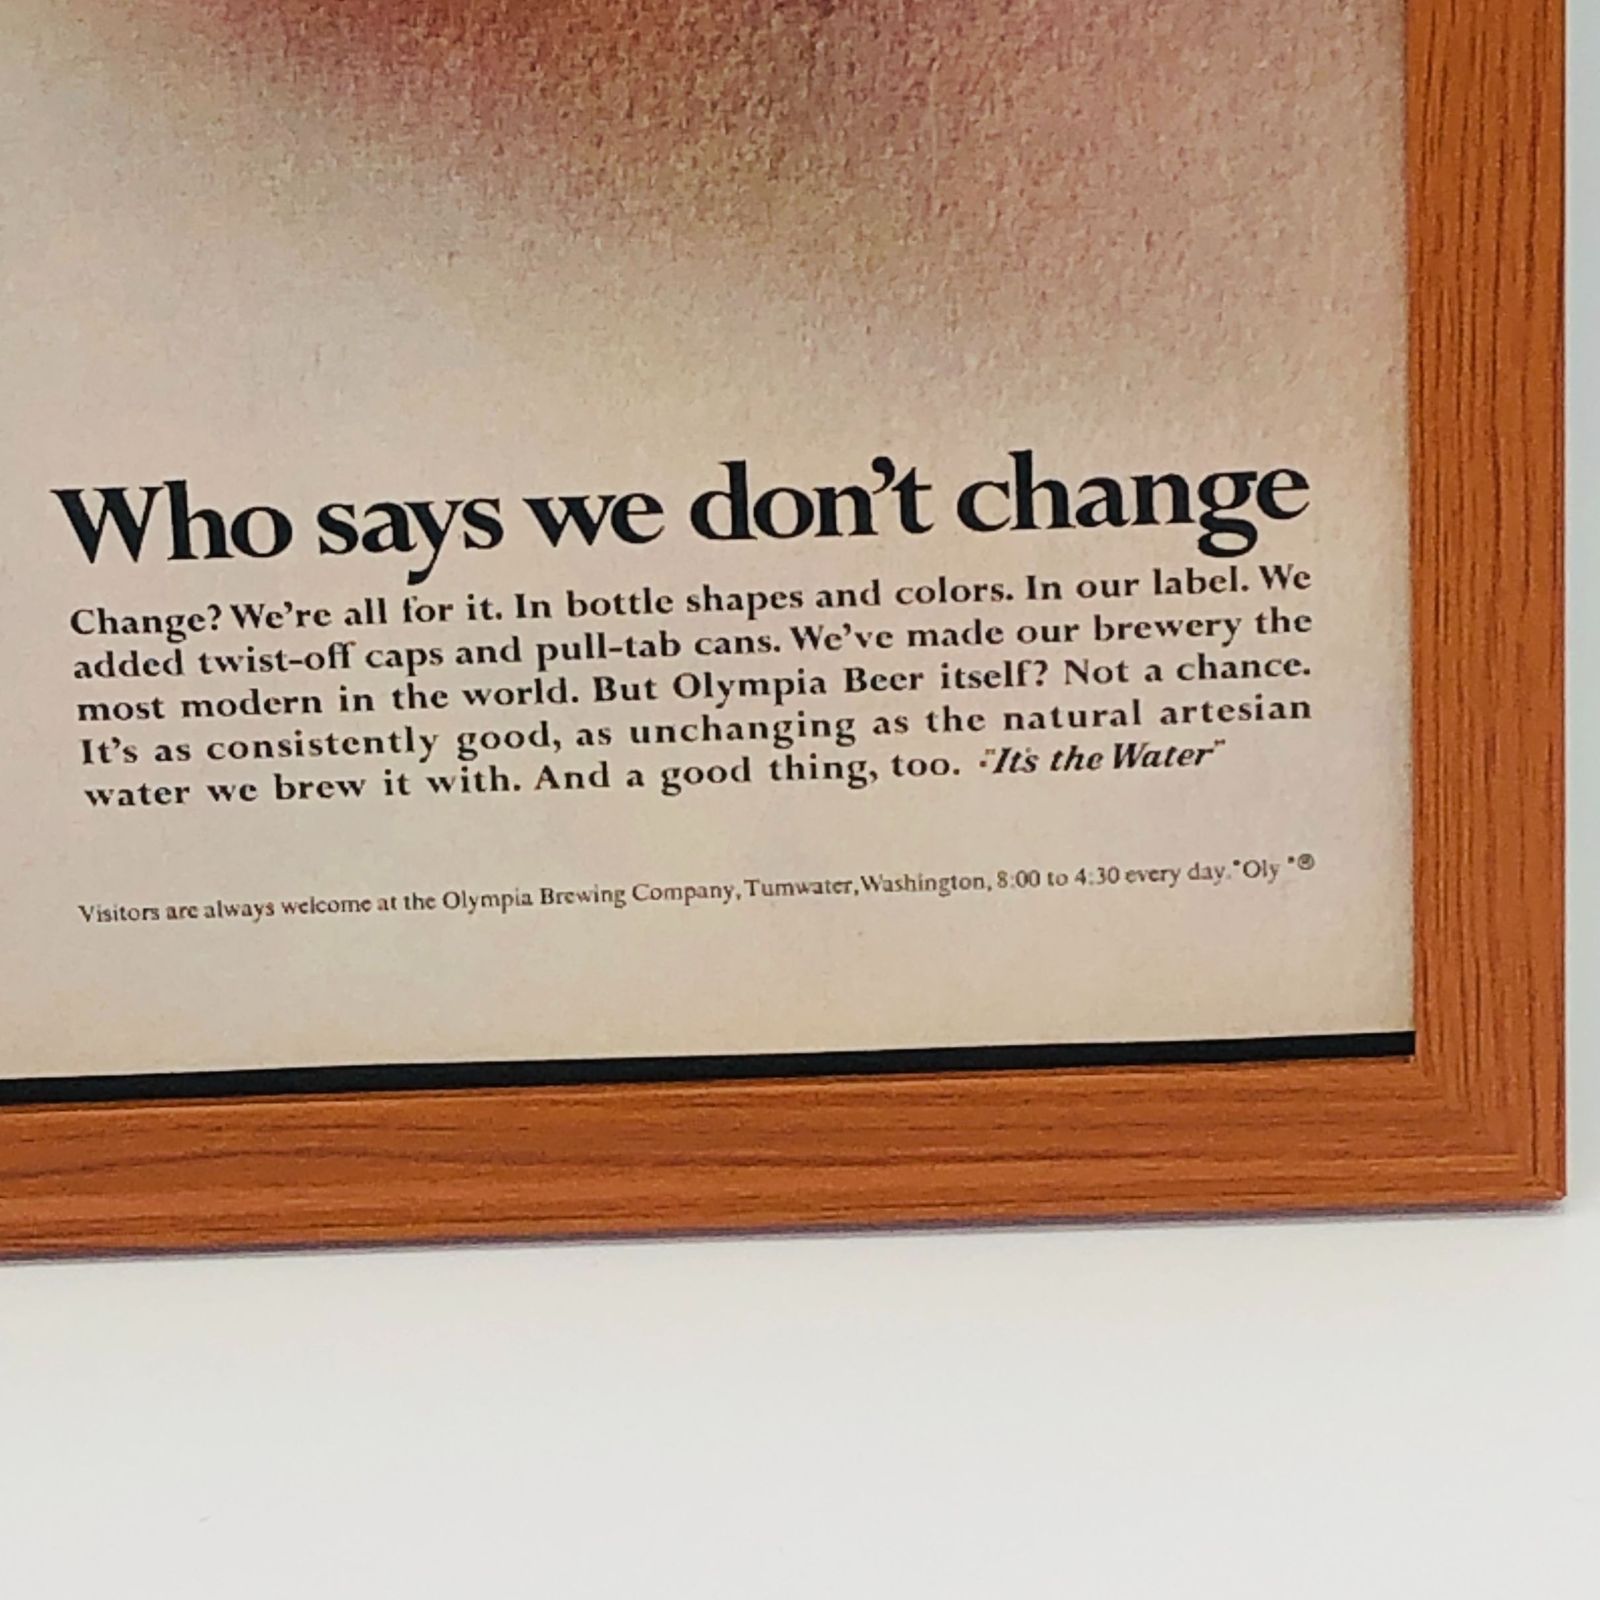 Who says we don't change
Change? We're all for it. In bottle shapes and colors. In our label. We
added twist-off caps and pull-tab cans. We've made our brewery the
most modern in the world. But Olympia Beer itself? Not a chance.
It's as consistently good, as unchanging as the natural artesian
water we brew it with. And a good thing, too. "It's the Water"
Visitors are always welcome at the Olympia Brewing Company, Tumwater, Washington, 8:00 to 4:30 every day. "Oly"®